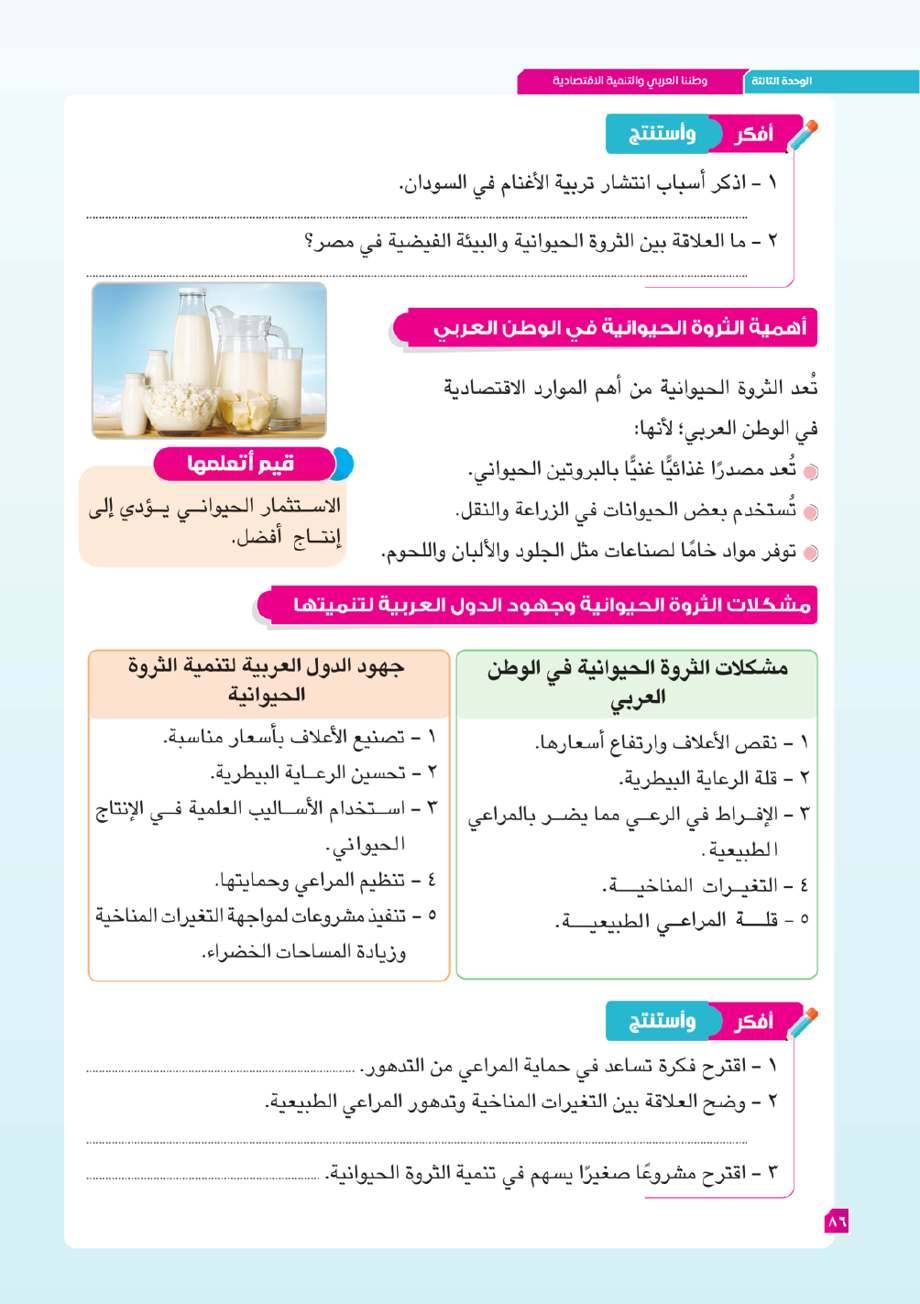 الوحدة الثالثة
وطننا العربي والتنمية الاقتصادية
أفكر وأستنتج
١ - اذكر أسباب انتشار تربية الأغنام في السودان.
٢ - ما العلاقة بين الثروة الحيوانية والبيئة الفيضية في مصر؟
أهمية الثروة الحيوانية في الوطن العربي
تُعد الثروة الحيوانية من أهم الموارد الاقتصادية
في الوطن العربي؛ لأنها:
تُعد مصدرًا غذائيًّا غنيًّا بالبروتين الحيواني.
تُستخدم بعض الحيوانات في الزراعة والنقل.
توفر مواد خامًا لصناعات مثل الجلود والألبان واللحوم.
قيم أتعلمها
الاستثمار الحيواني يؤدي إلى
إنتاج أفضل.
مشكلات الثروة الحيوانية وجهود الدول العربية لتنميتها
مشكلات الثروة الحيوانية في الوطن
العربي
١ - نقص الأعلاف وارتفاع أسعارها.
٢ - قلة الرعاية البيطرية.
٣ - الإفراط في الرعي مما يضر بالمراعي
الطبيعية.
٤ - التغيرات المناخية.
٥ - قلة المراعي الطبيعية.
جهود الدول العربية لتنمية الثروة
الحيوانية
١ - تصنيع الأعلاف بأسعار مناسبة.
٢ - تحسين الرعاية البيطرية.
٣ - استخدام الأساليب العلمية في الإنتاج
الحيواني.
٤ - تنظيم المراعي وحمايتها.
٥ - تنفيذ مشروعات لمواجهة التغيرات المناخية
وزيادة المساحات الخضراء.
أفكر وأستنتج
١ - اقترح فكرة تساعد في حماية المراعي من التدهور.
٢ - وضح العلاقة بين التغيرات المناخية وتدهور المراعي الطبيعية.
٣ - اقترح مشروعًا صغيرًا يسهم في تنمية الثروة الحيوانية.
٨٦